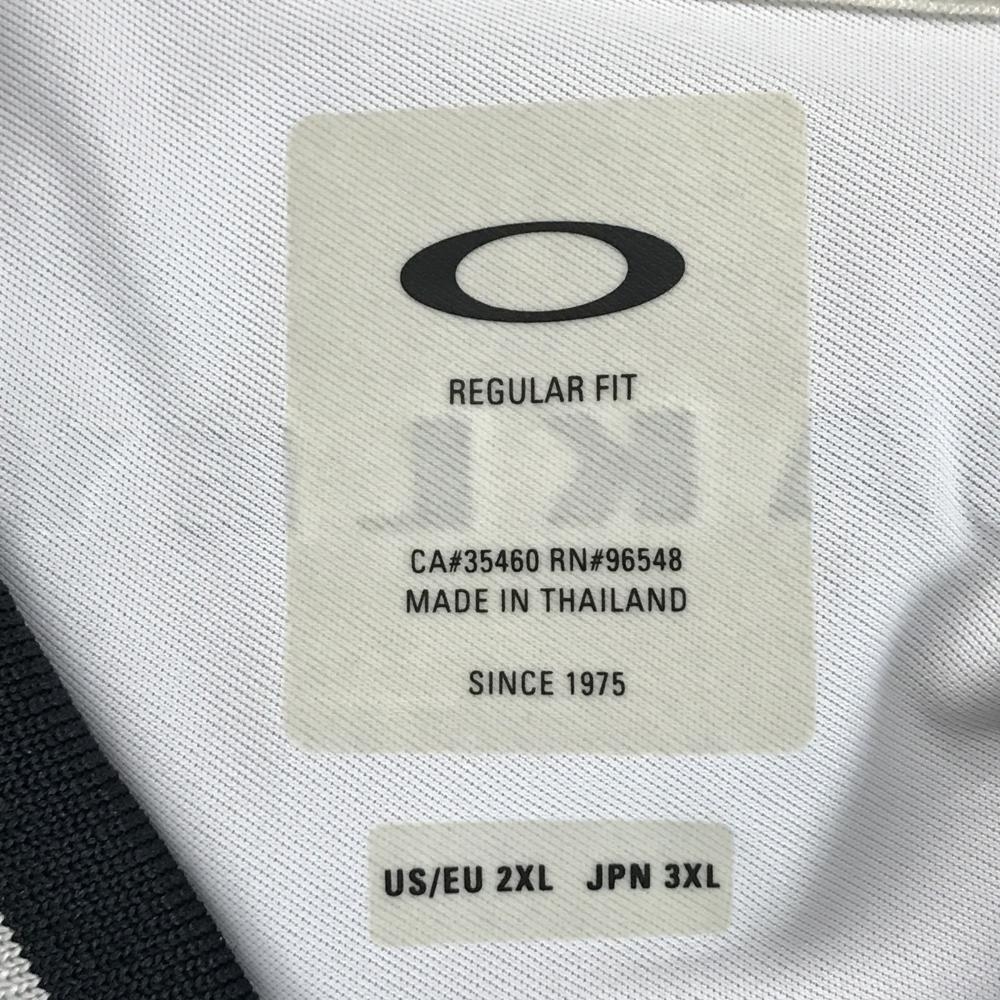 REGULAR FIT
CA#35460 RN#96548
MADE IN THAILAND
SINCE 1975
US/EU 2XL JPN 3XL